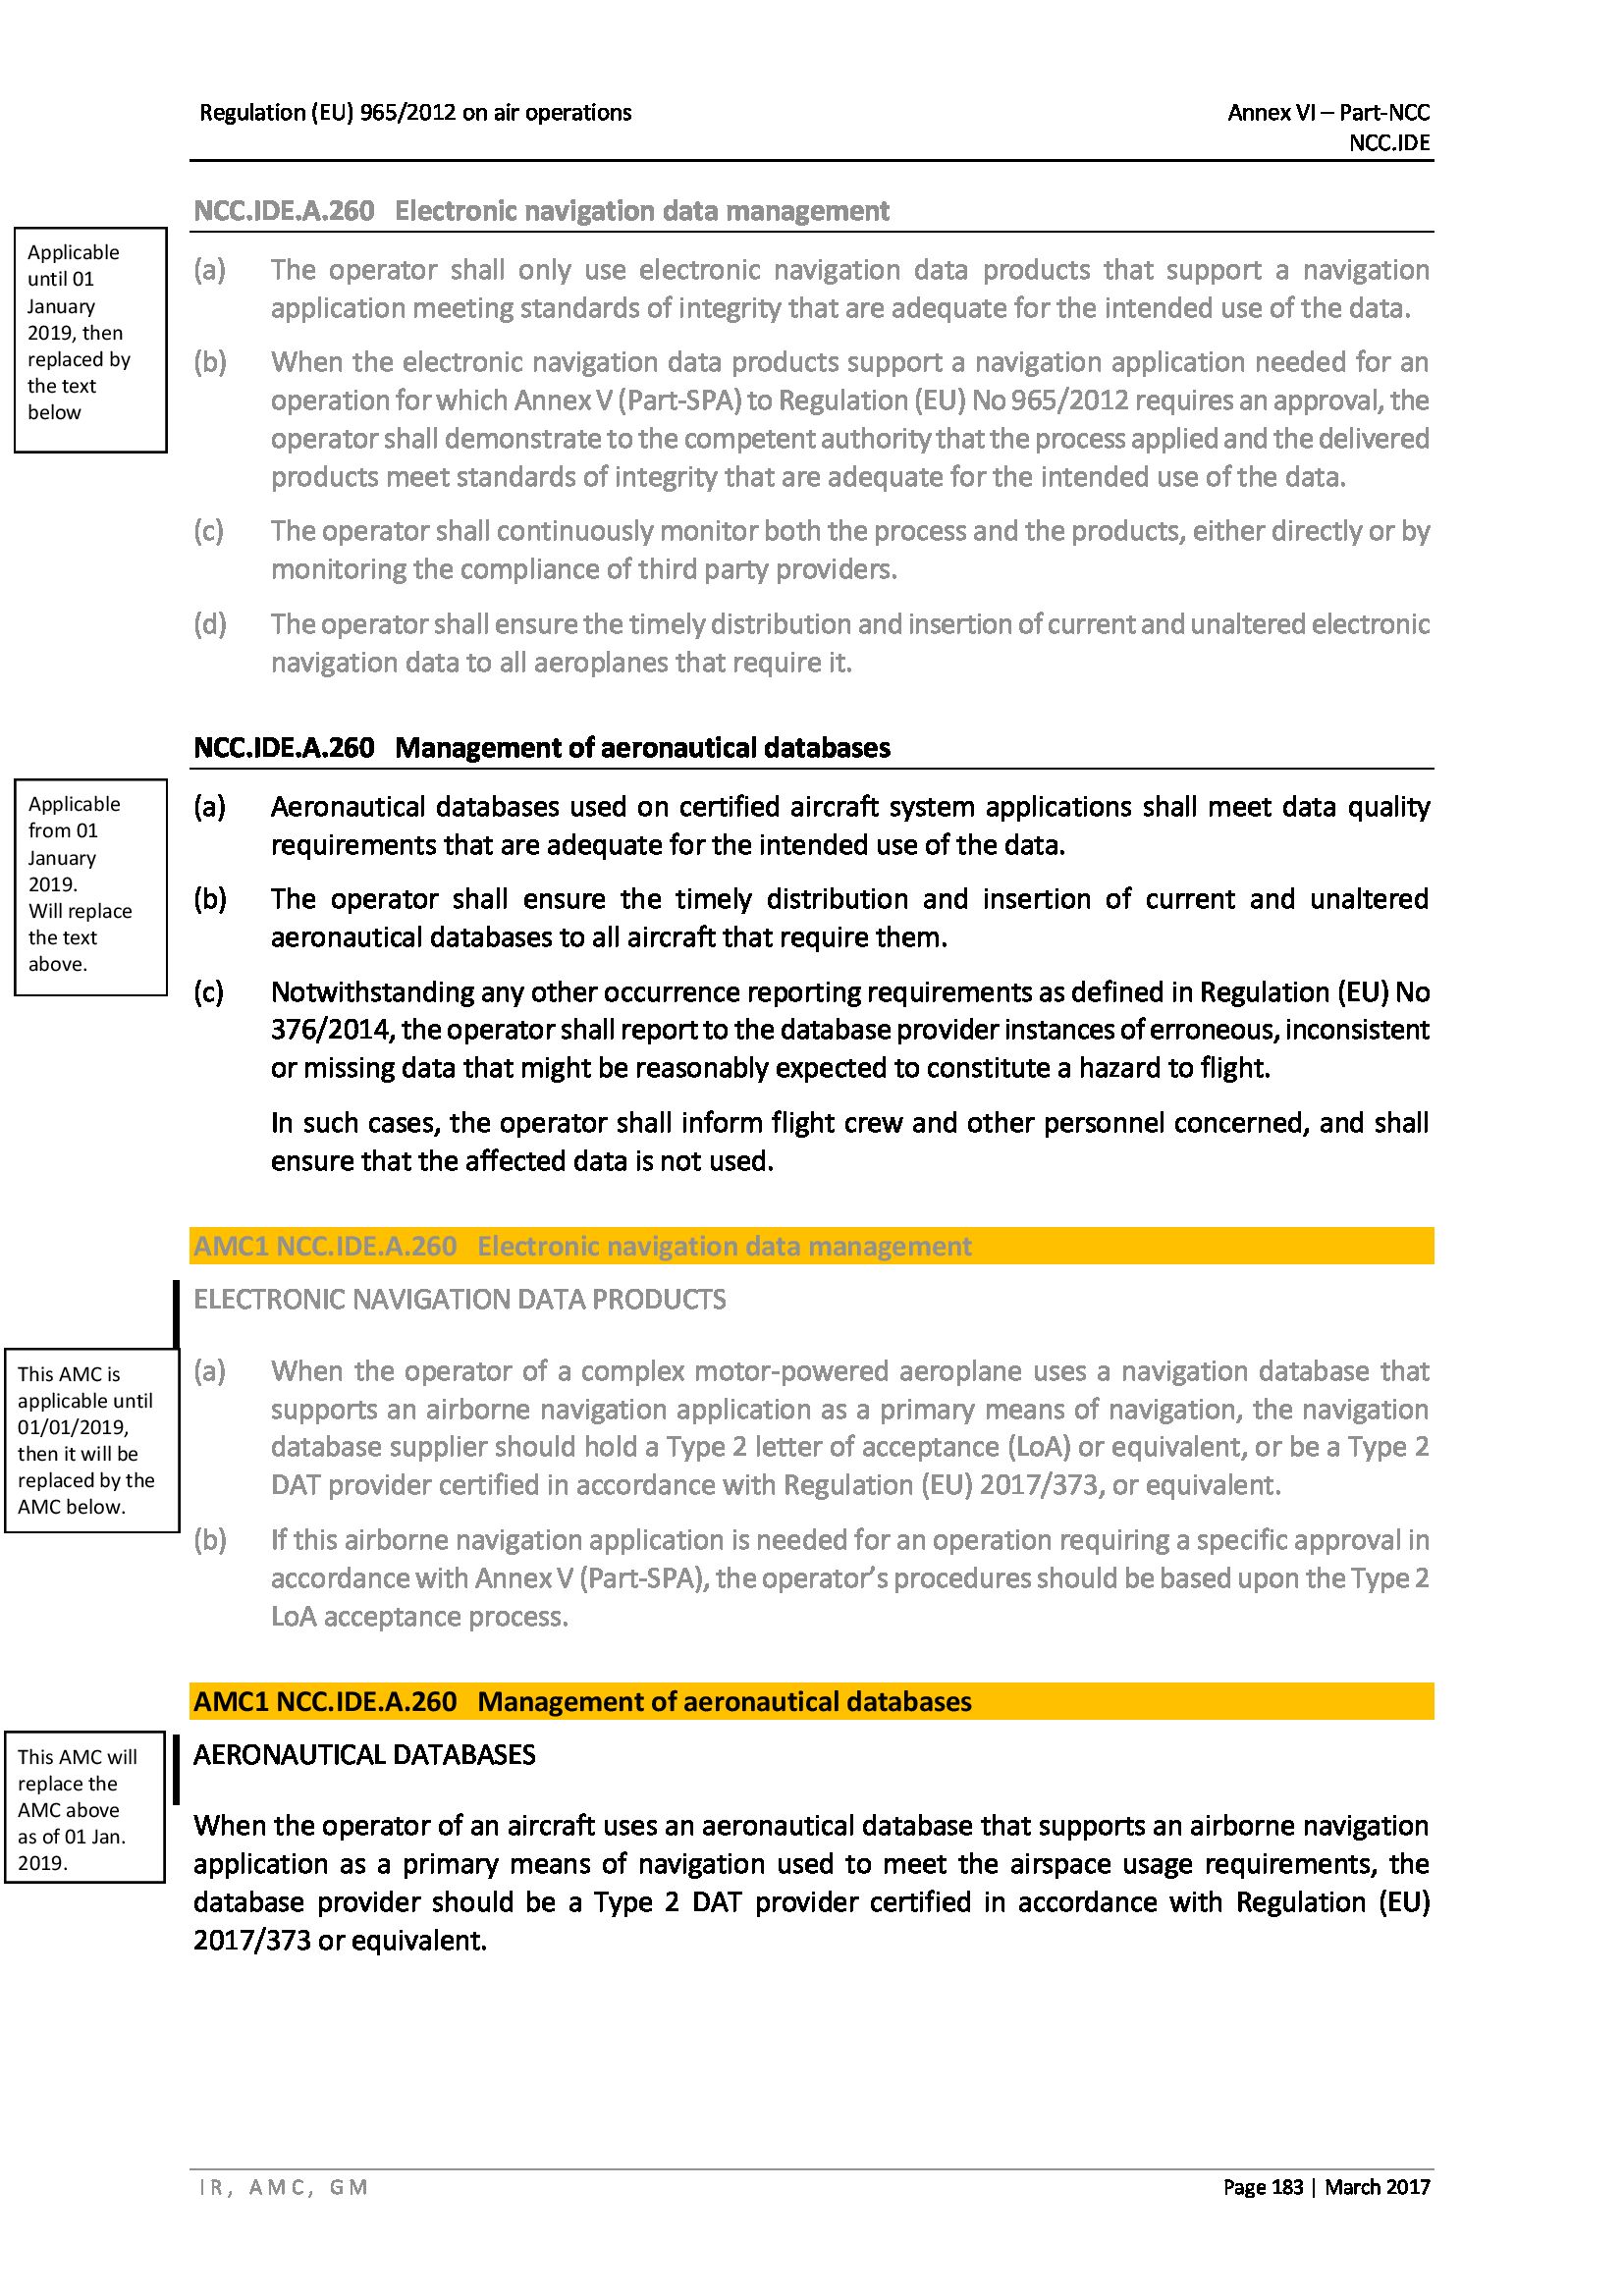 Regulation (EU) 965/2012 on air operations
Annex VI – Part-NCC
NCC.IDE
NCC.IDE.A.260 Electronic navigation data management
Applicable
until 01
January
2019, then
replaced by
the text
below
(a) The operator shall only use electronic navigation data products that support a navigation
application meeting standards of integrity that are adequate for the intended use of the data.
(b) When the electronic navigation data products support a navigation application needed for an
operation for which Annex V (Part-SPA) to Regulation (EU) No 965/2012 requires an approval, the
operator shall demonstrate to the competent authority that the process applied and the delivered
products meet standards of integrity that are adequate for the intended use of the data.
(c) The operator shall continuously monitor both the process and the products, either directly or by
monitoring the compliance of third party providers.
(d) The operator shall ensure the timely distribution and insertion of current and unaltered electronic
navigation data to all aeroplanes that require it.
NCC.IDE.A.260 Management of aeronautical databases
Applicable
from 01
January
2019.
Will replace
the text
above.
(a) Aeronautical databases used on certified aircraft system applications shall meet data quality
requirements that are adequate for the intended use of the data.
(b) The operator shall ensure the timely distribution and insertion of current and unaltered
aeronautical databases to all aircraft that require them.
(c) Notwithstanding any other occurrence reporting requirements as defined in Regulation (EU) No
376/2014, the operator shall report to the database provider instances of erroneous, inconsistent
or missing data that might be reasonably expected to constitute a hazard to flight.
In such cases, the operator shall inform flight crew and other personnel concerned, and shall
ensure that the affected data is not used.
AMC1 NCC.IDE.A.260 Electronic navigation data management
ELECTRONIC NAVIGATION DATA PRODUCTS
This AMC is
applicable until
01/01/2019,
then it will be
replaced by the
AMC below.
(a) When the operator of a complex motor-powered aeroplane uses a navigation database that
supports an airborne navigation application as a primary means of navigation, the navigation
database supplier should hold a Type 2 letter of acceptance (LoA) or equivalent, or be a Type 2
DAT provider certified in accordance with Regulation (EU) 2017/373, or equivalent.
(b) If this airborne navigation application is needed for an operation requiring a specific approval in
accordance with Annex V (Part-SPA), the operator’s procedures should be based upon the Type 2
LoA acceptance process.
AMC1 NCC.IDE.A.260 Management of aeronautical databases
This AMC will
replace the
AMC above
as of 01 Jan.
2019.
AERONAUTICAL DATABASES
When the operator of an aircraft uses an aeronautical database that supports an airborne navigation
application as a primary means of navigation used to meet the airspace usage requirements, the
database provider should be a Type 2 DAT provider certified in accordance with Regulation (EU)
2017/373 or equivalent.
IR, AMC, GM
Page 183 | March 2017